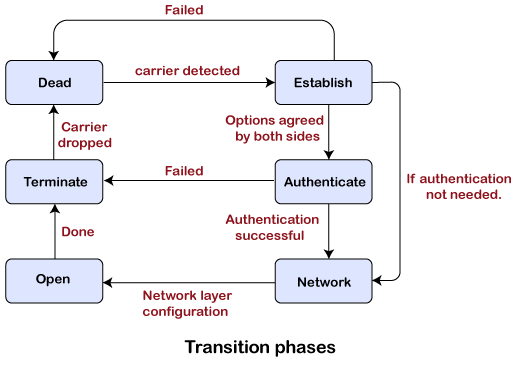 Failed
Dead
carrier detected
Establish
Carrier
dropped
Options agreed
by both sides
Terminate
Failed
Authenticate
If authentication
not needed.
Done
Authentication
successful
Open
Network layer
configuration
Network
Transition phases